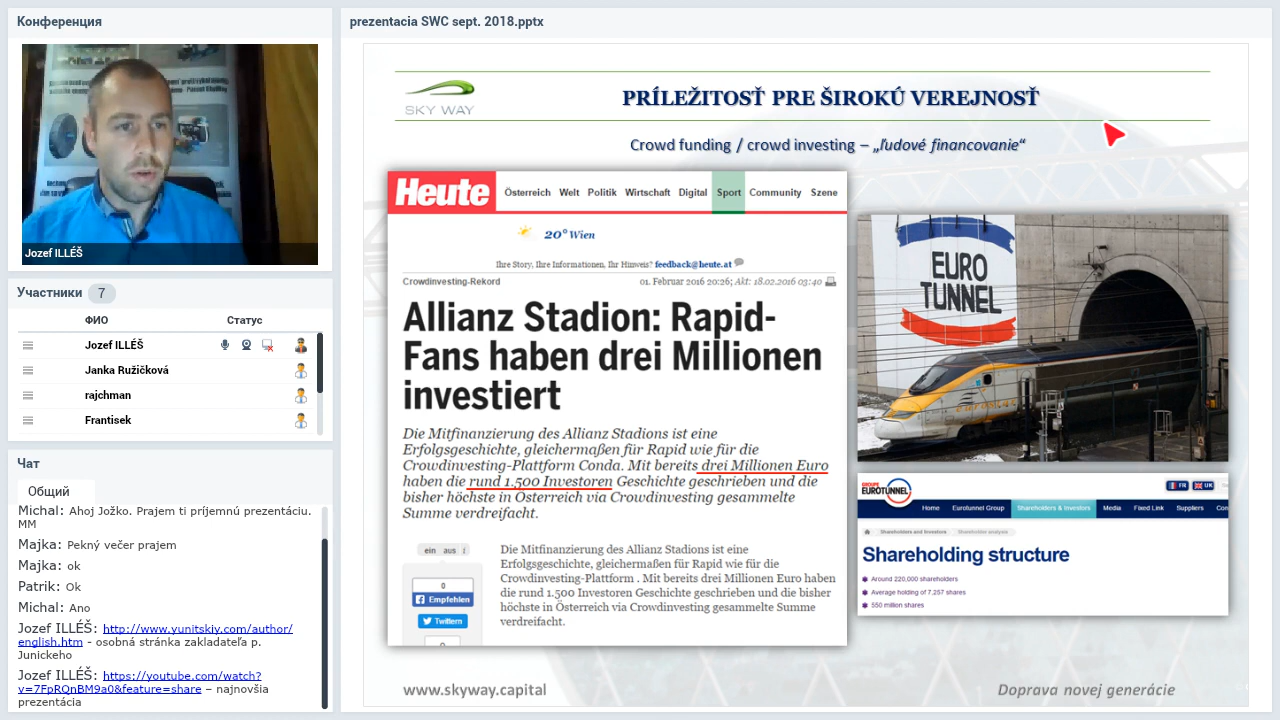 Конференция
Jozef ILLÉŠ
Участники 7
ФИО Статус
Jozef ILLÉŠ
Janka Ružičková
rajchman
Frantisek
Чат
Общий
Michal: Ahoj Jožko. Prajem ti príjemnú prezentáciu.
MM
Majka: Pekný večer prajem
Majka: ok
Patrik: Ok
Michal: Ano
Jozef ILLÉŠ: http://www.yunitskiy.com/author/
english.htm - osobná stránka zakladateľa p.
Junickeho
Jozef ILLÉŠ: https://youtube.com/watch?
v=7FpRQnBM9a0&feature=share – najnovšia
prezentácia
prezentacia SWC sept. 2018.pptx
SKY WAY
PRÍLEŽITOSŤ PRE ŠIROKÚ VEREJNOSŤ
Crowd funding / crowd investing – „ľudové financovanie“
Heute Österreich Welt Politik Wirtschaft Digital Sport Community Szene
20° Wien
Ihre Story, Ihre Informationen, Ihr Hinweis? feedback@heute.at
Crowdinvesting-Rekord 01. Februar 2016 20:26; Akt: 18.02.2016 03:40
Allianz Stadion: Rapid-
Fans haben drei Millionen
investiert
Die Mitfinanzierung des Allianz Stadions ist eine
Erfolgsgeschichte, gleichermaßen für Rapid wie für die
Crowdinvesting-Plattform Conda. Mit bereits drei Millionen Euro
haben die rund 1.500 Investoren Geschichte geschrieben und die
bisher höchste in Österreich via Crowdinvesting gesammelte
Summe verdreifacht.
ein aus i
0
Empfehlen
Twittern
0
Die Mitfinanzierung des Allianz Stadions ist eine
Erfolgsgeschichte, gleichermaßen für Rapid wie für die
Crowdinvesting-Plattform . Mit bereits drei Millionen Euro haben
die rund 1.500 Investoren Geschichte geschrieben und die bisher
höchste in Österreich via Crowdinvesting gesammelte Summe
verdreifacht.
EURO
TUNNEL
eurostar
GROUPE
EUROTUNNEL
FR UK
Home Eurotunnel Group Shareholders & Investors Media Fixed Link Suppliers
Shareholders and Investors Shareholder analysis
Shareholding structure
Around 220,000 shareholders
Average holding of 7,257 shares
550 million shares
www.skyway.capital
Doprava novej generácie